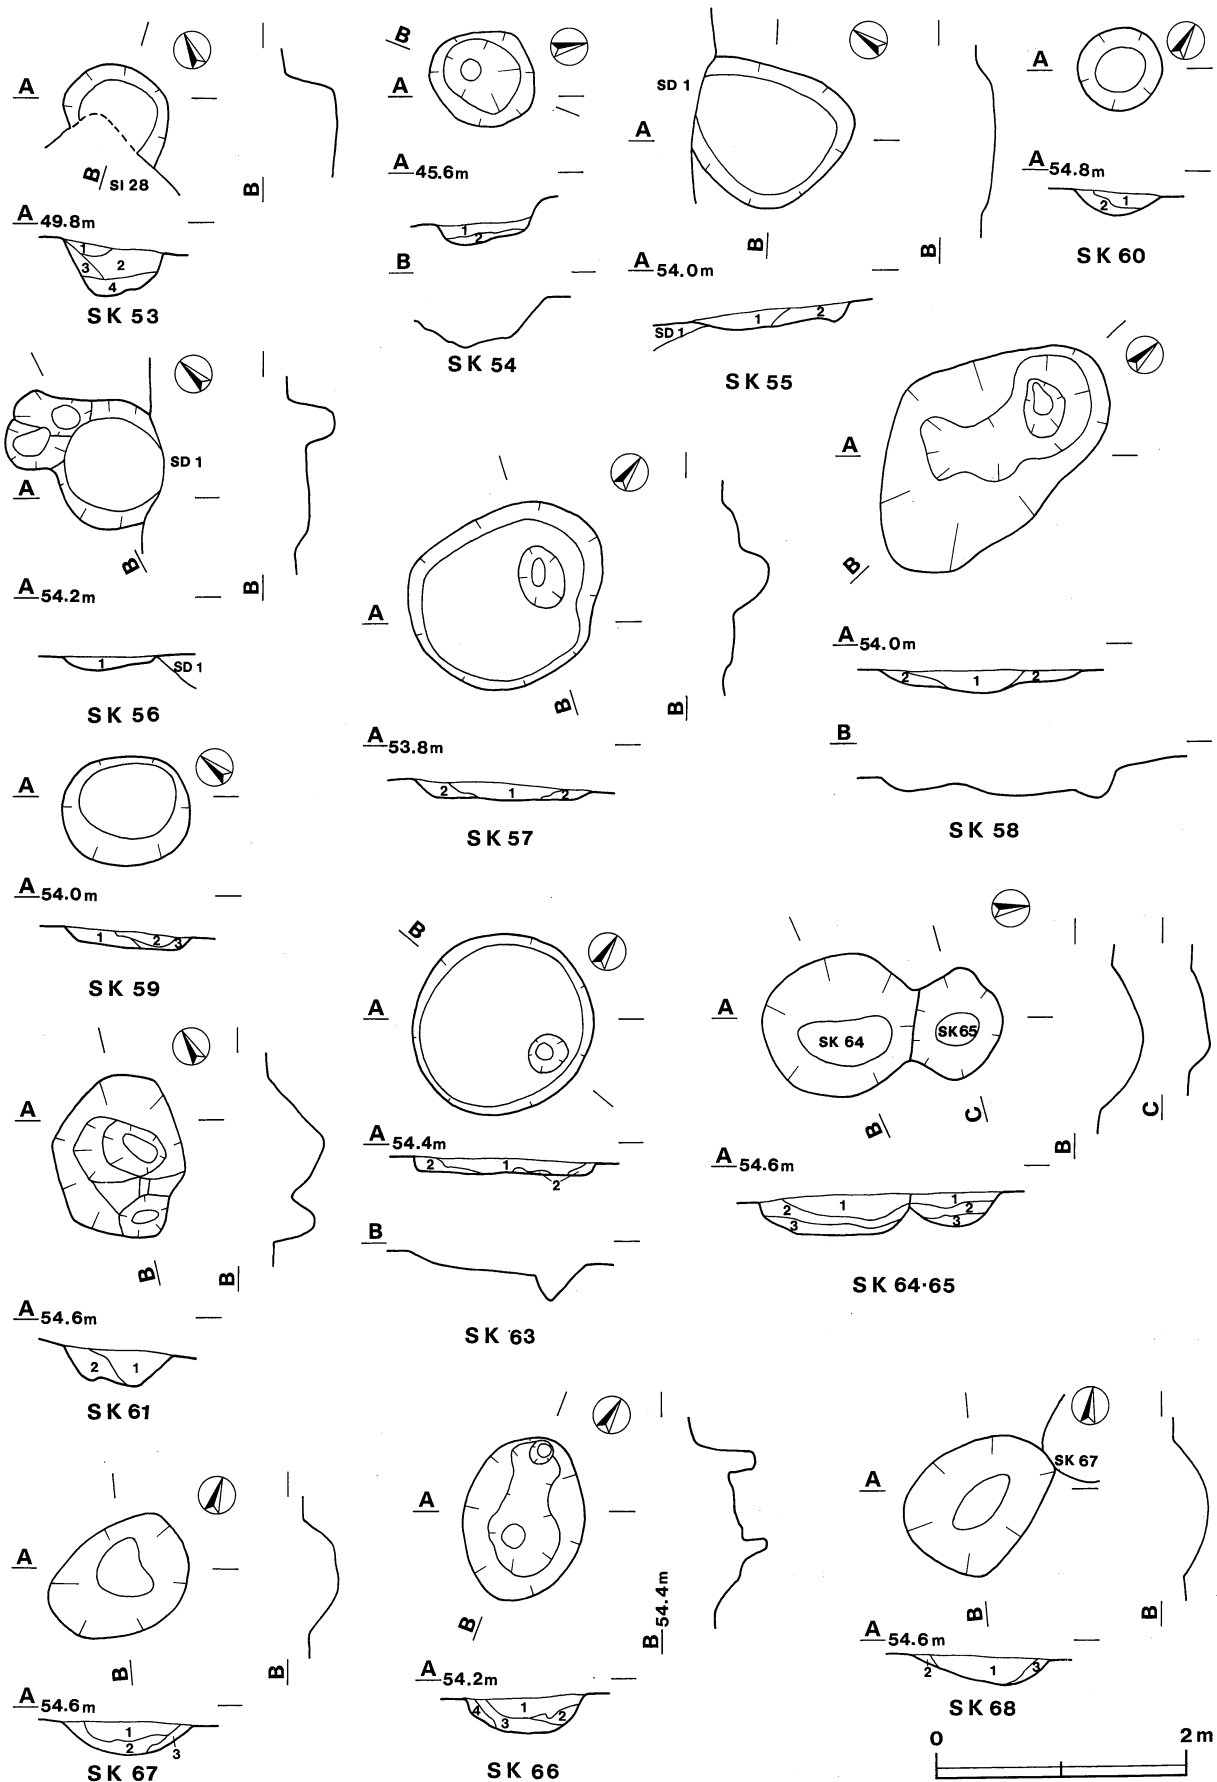 A
B
SI 28
B
A 49.8m
1
2
3
4
SK 53
B
A
A 45.6m
1
2
B
SK 54
SD 1
A
B
B
A 54.0m
SD 1
1
2
SK 55
A
A 54.8m
2
1
SK 60
SD 1
A
B
B
A 54.2m
1
SD 1
SK 56
A
B
B
A 53.8m
2
1
2
SK 57
A
B
A 54.0m
2
1
2
B
SK 58
A
A 54.0m
1
2
3
SK 59
B
A
A 54.4m
2
1
2
B
SK 63
A
SK 64
SK65
B
C
B
C
A 54.6m
2
1
3
1
2
3
SK 64·65
A
B
B
A 54.6m
2
1
SK 61
A
B
B
A 54.6m
1
2
3
SK 67
A
B
B 54.4m
A 54.2m
4
3
1
2
SK 66
SK 67
A
B
B
A 54.6m
2
1
3
SK 68
0
2m